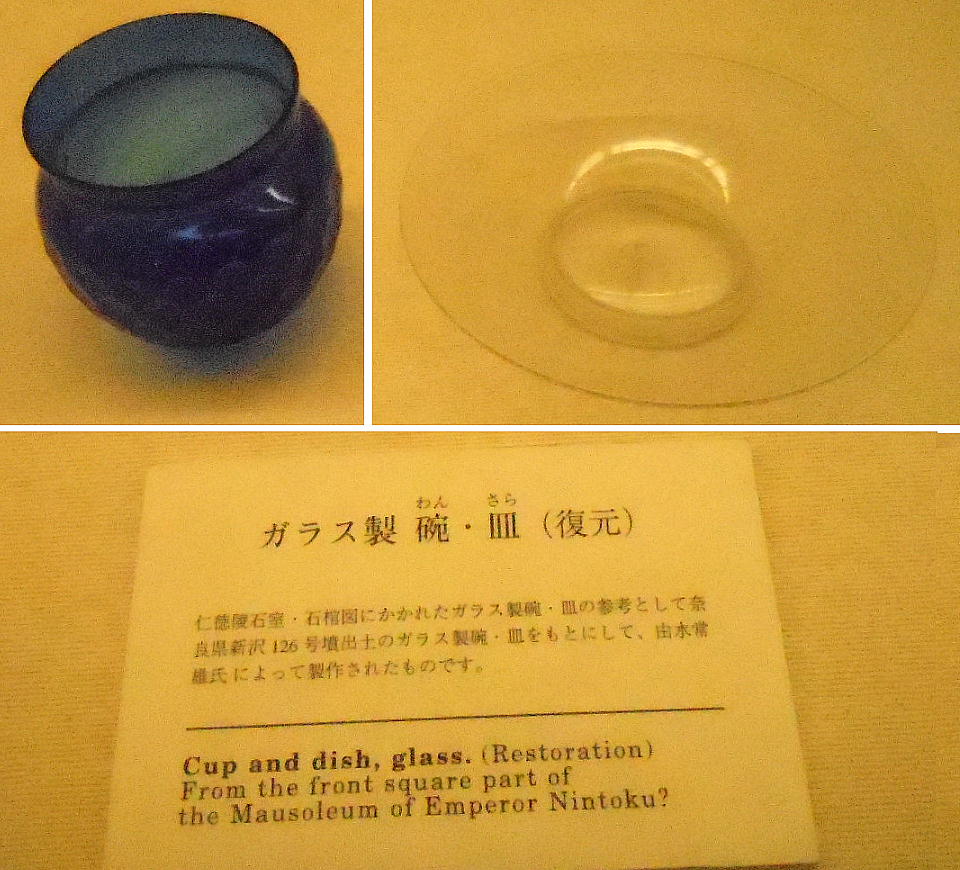 わん さら
ガラス製 碗・皿（復元）
仁徳陵石室・石棺図にかかれたガラス製碗・皿の参考として奈
良県新沢126号墳出土のガラス製碗・皿をもとにして、由水常
雄氏によって製作されたものです。
Cup and dish, glass. (Restoration)
From the front square part of
the Mausoleum of Emperor Nintoku?